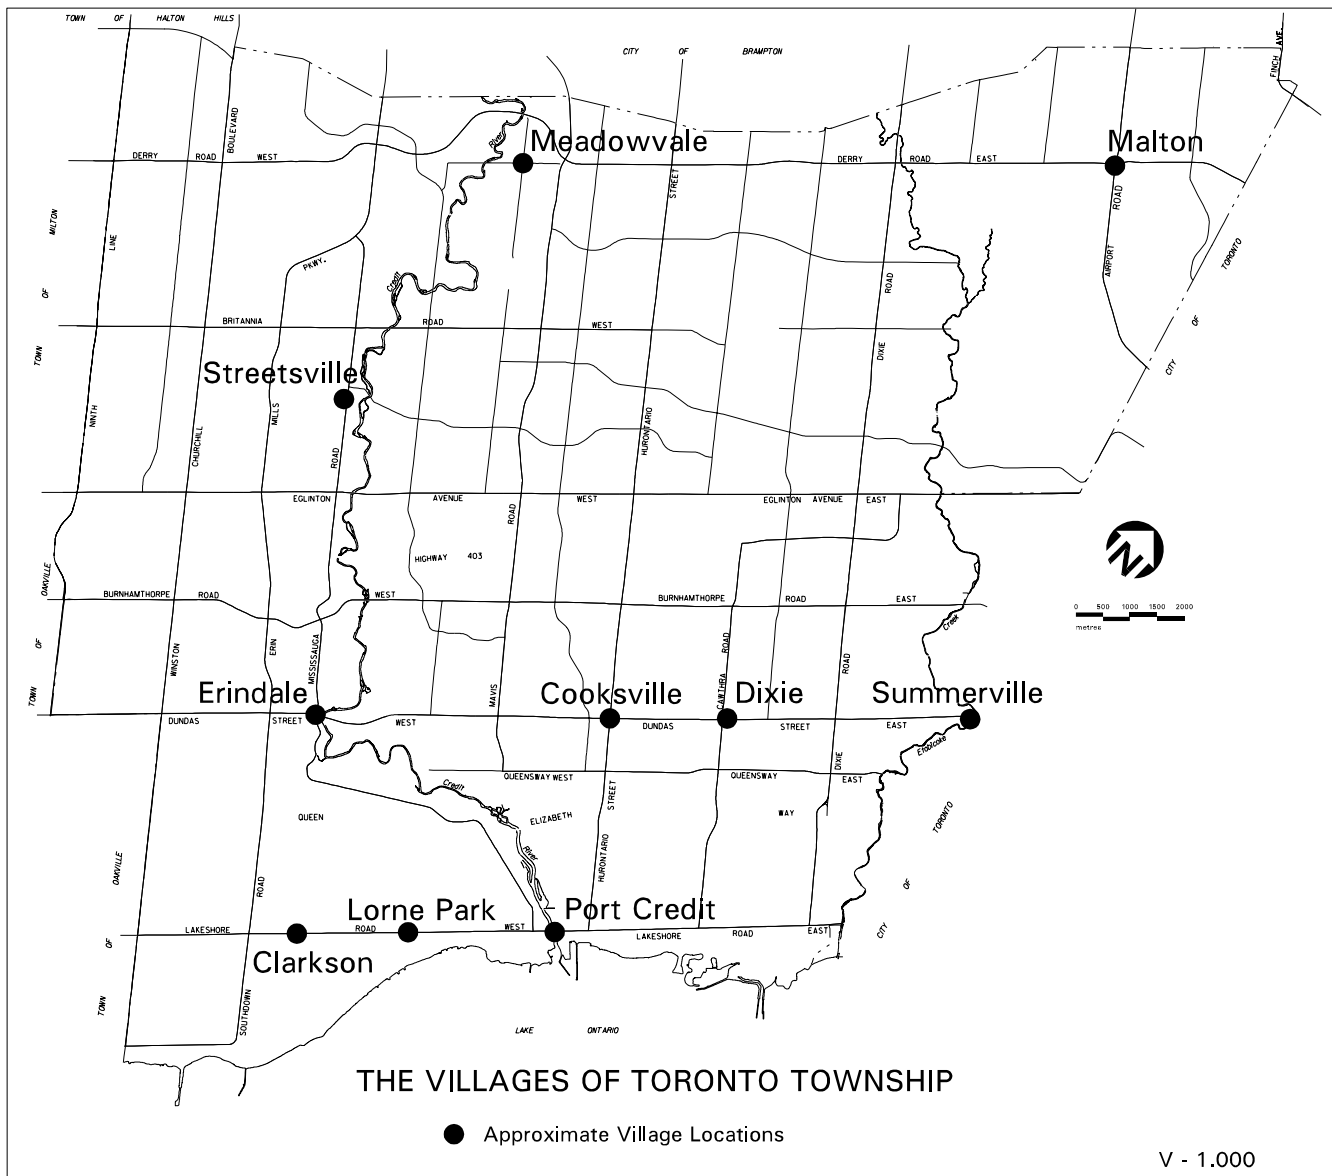 TOWN OF HALTON HILLS
CITY OF BRAMPTON
FINCH AVE.
BOULEVARD
River
Meadowvale
Malton
DERRY ROAD WEST
DERRY ROAD EAST
STREET
ROAD
MILTON
LINE
PKWY.
Credit
AIRPORT
TORONTO
ROAD
OF
OF
BRITANNIA ROAD WEST
TOWN
DIXIE
CITY
Streetsville
NINTH
MILLS
HURONTARIO
CHURCHILL
ROAD
EGLINTON AVENUE WEST
EGLINTON AVENUE EAST
ROAD
HIGHWAY 403
N
OAKVILLE
BURNHAMTHORPE ROAD WEST
BURNHAMTHORPE ROAD EAST
0 500 1000 1500 2000
metres
Creek
OF
WINSTON
ERIN
MISSISSAUGA
ROAD
ROAD
TOWN
Erindale
MAVIS
Cooksville
CAWTHRA
Dixie
Summerville
DUNDAS STREET WEST
DUNDAS STREET EAST
Etobicoke
DIXIE
QUEENSWAY WEST
QUEENSWAY EAST
Credit
STREET
QUEEN
ELIZABETH
WAY
TORONTO
River
HURONTARIO
OAKVILLE
ROAD
OF
Lorne Park
Port Credit
LAKESHORE ROAD WEST
LAKESHORE ROAD EAST
CITY
OF
Clarkson
TOWN
SOUTHDOWN
LAKE ONTARIO
THE VILLAGES OF TORONTO TOWNSHIP
Approximate Village Locations
V - 1.000